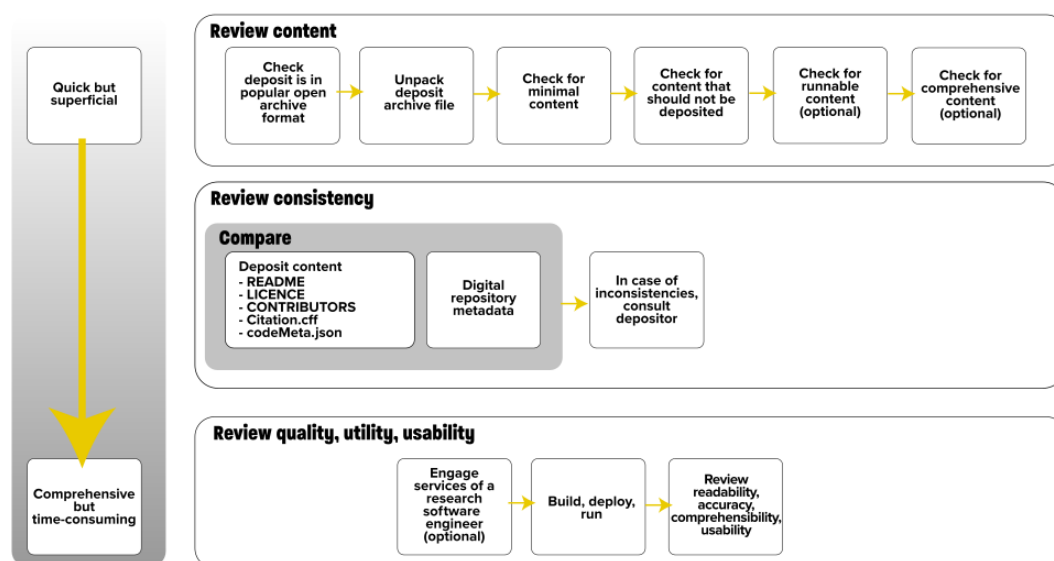 Quick but
superficial
Comprehensive
but
time-consuming
Review content
Check
deposit is in
popular open
archive
format
Unpack
deposit
archive file
Check for
minimal
content
Check for
content that
should not be
deposited
Check for
runnable
content
(optional)
Check for
comprehensive
content
(optional)
Review consistency
Compare
Deposit content
- README
- LICENCE
- CONTRIBUTORS
- Citation.cff
- codeMeta.json
Digital
repository
metadata
In case of
inconsistencies,
consult
depositor
Review quality, utility, usability
Engage
services of a
research
software
engineer
(optional)
Build, deploy,
run
Review
readability,
accuracy,
comprehensibility,
usability